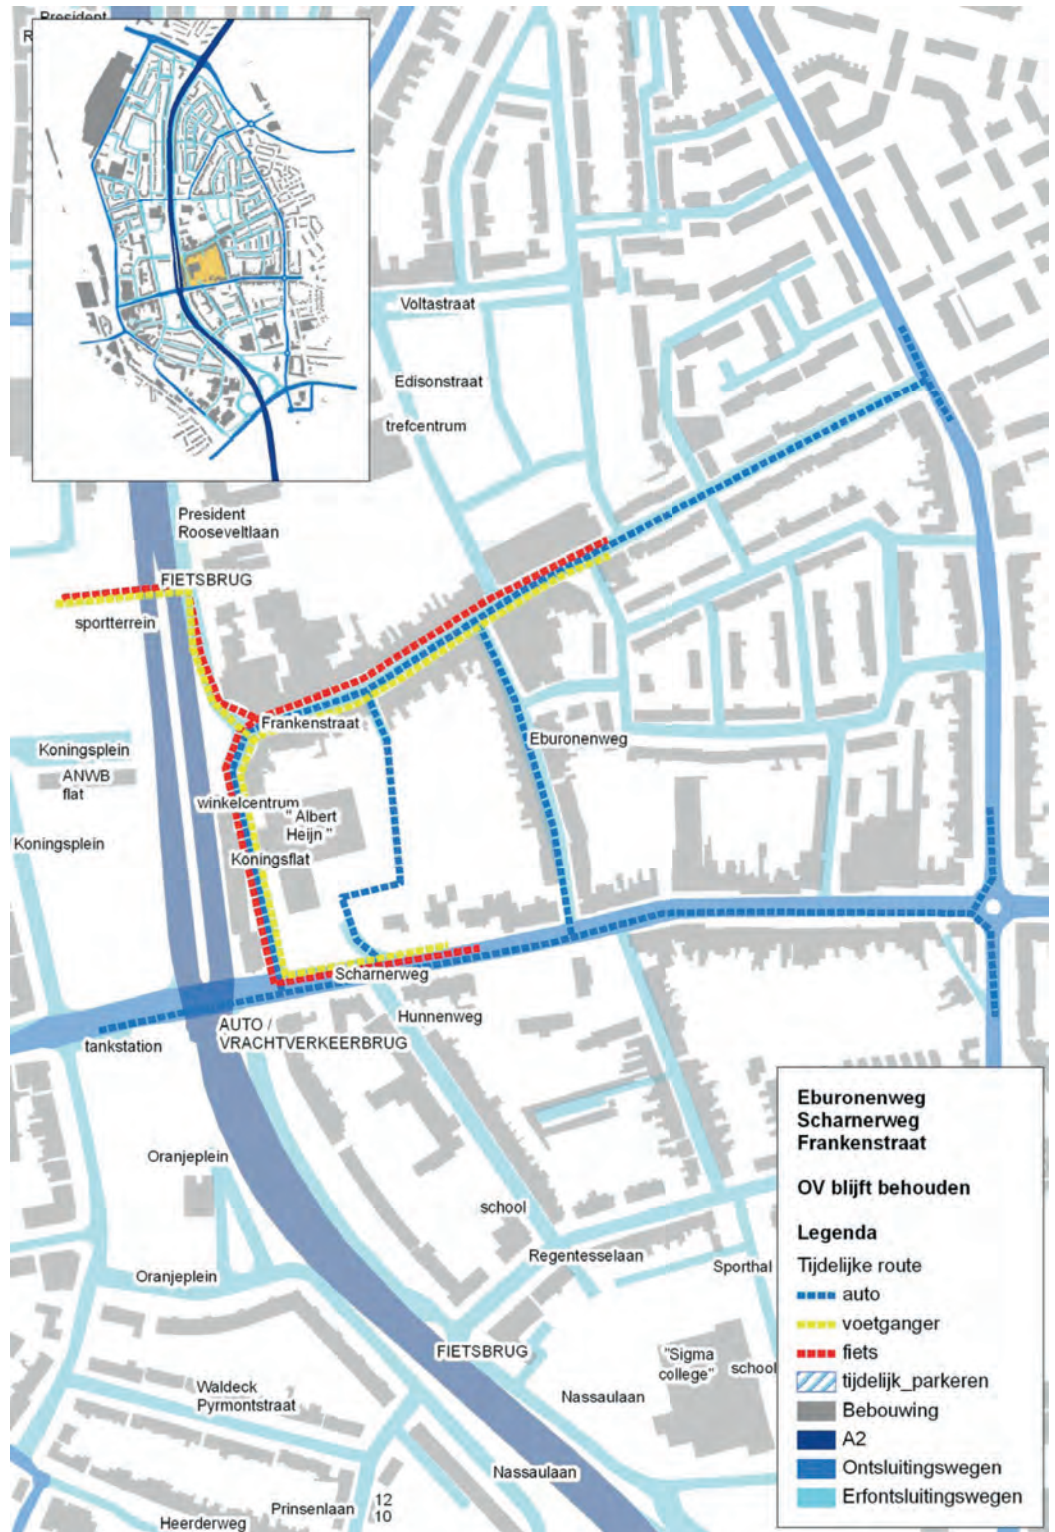 President
R
Voltastraat
Edisonstraat
trefcentrum
President
Rooseveltlaan
FIETSBRUG
sportterrein
Frankenstraat
Eburonenweg
Koningsplein
ANWB
flat
winkelcentrum
" Albert
Heijn "
Koningsplein
Koningsflat
Scharnerweg
Hunnenweg
AUTO /
VRACHTVERKEERBRUG
tankstation
Oranjeplein
school
Regentesselaan
Sporthal
Oranjeplein
FIETSBRUG
"Sigma
college"
school
Nassaulaan
Waldeck
Pyrmontstraat
Nassaulaan
Prinsenlaan
12
10
Heerderweg
Eburonenweg
Scharnerweg
Frankenstraat
OV blijft behouden
Legenda
Tijdelijke route
auto
voetganger
fiets
tijdelijk_parkeren
Bebouwing
A2
Ontsluitingswegen
Erfontsluitingswegen